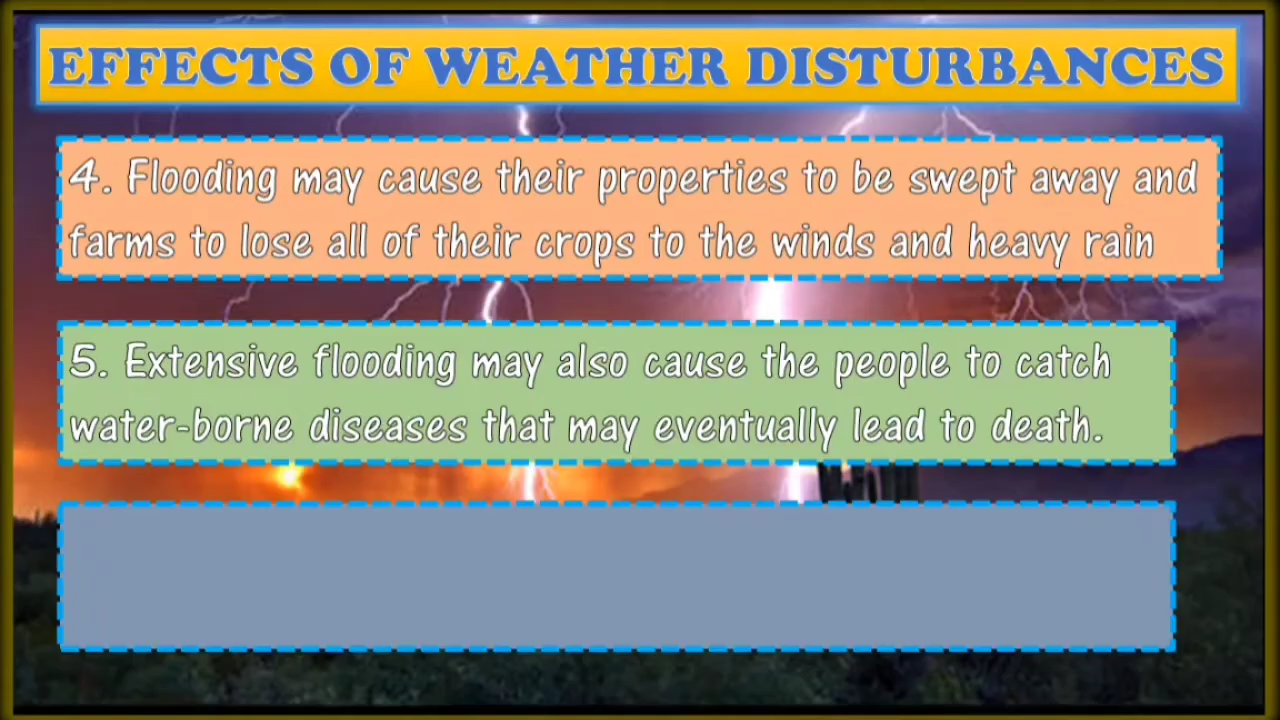 EFFECTS OF WEATHER DISTURBANCES
4. Flooding may cause their properties to be swept away and
farms to lose all of their crops to the winds and heavy rain
5. Extensive flooding may also cause the people to catch
water-borne diseases that may eventually lead to death.